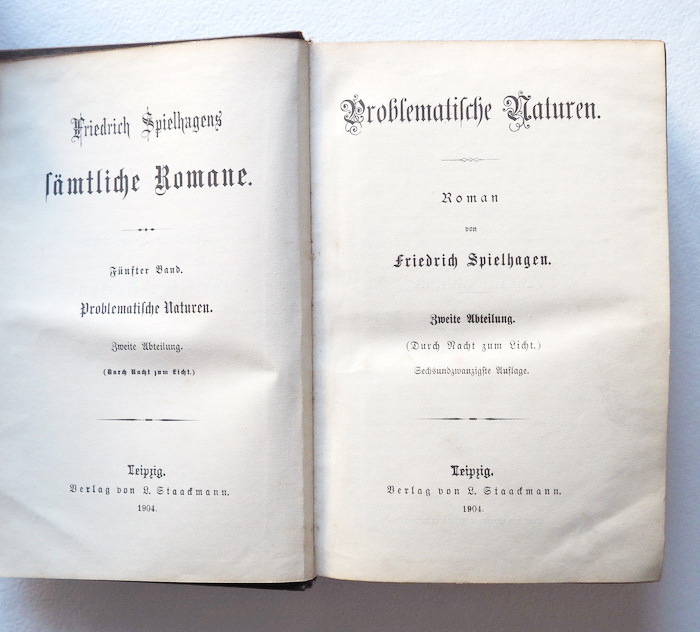 Friedrich Spielhagens
sämtliche Romane.
Fünfter Band.
Problematische Naturen.
Zweite Abteilung.
(Durch Nacht zum Licht.)
Leipzig.
Verlag von L. Staackmann.
1904.
Problematische Naturen.
Roman
von
Friedrich Spielhagen.
Zweite Abteilung.
(Durch Nacht zum Licht.)
Sechsundzwanzigste Auflage.
Leipzig.
Verlag von L. Staackmann.
1904.